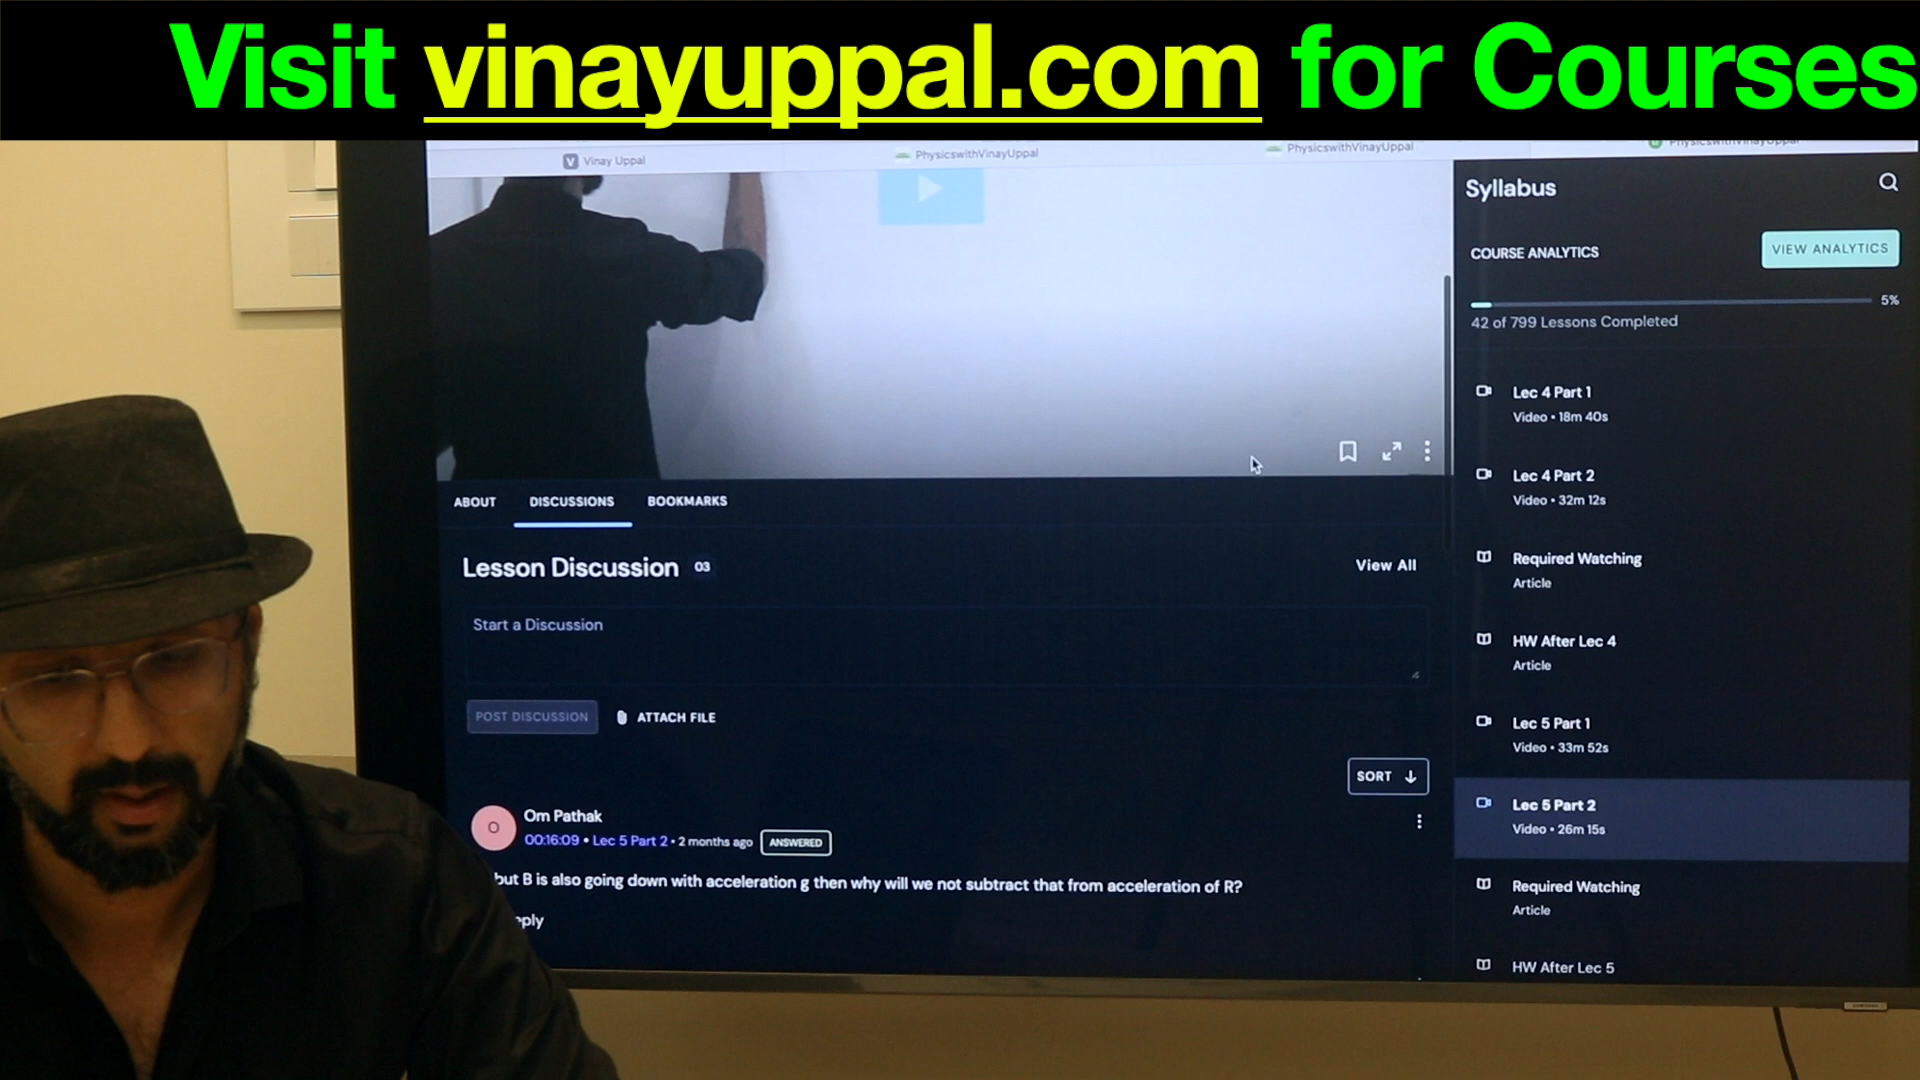 Visit vinayuppal.com for Courses
V Vinay Uppal
PhysicswithVinayUppal
PhysicswithVinayUppal
PhysicswithVinayUppal
Syllabus
COURSE ANALYTICS
VIEW ANALYTICS
5%
42 of 799 Lessons Completed
Lec 4 Part 1
Video • 18m 40s
Lec 4 Part 2
Video • 32m 12s
Required Watching
Article
HW After Lec 4
Article
Lec 5 Part 1
Video • 33m 52s
Lec 5 Part 2
Video • 26m 15s
Required Watching
Article
HW After Lec 5
ABOUT DISCUSSIONS BOOKMARKS
Lesson Discussion 03
View All
Start a Discussion
POST DISCUSSION
ATTACH FILE
SORT
O
Om Pathak
00:16:09 • Lec 5 Part 2 • 2 months ago ANSWERED
but B is also going down with acceleration g then why will we not subtract that from acceleration of R?